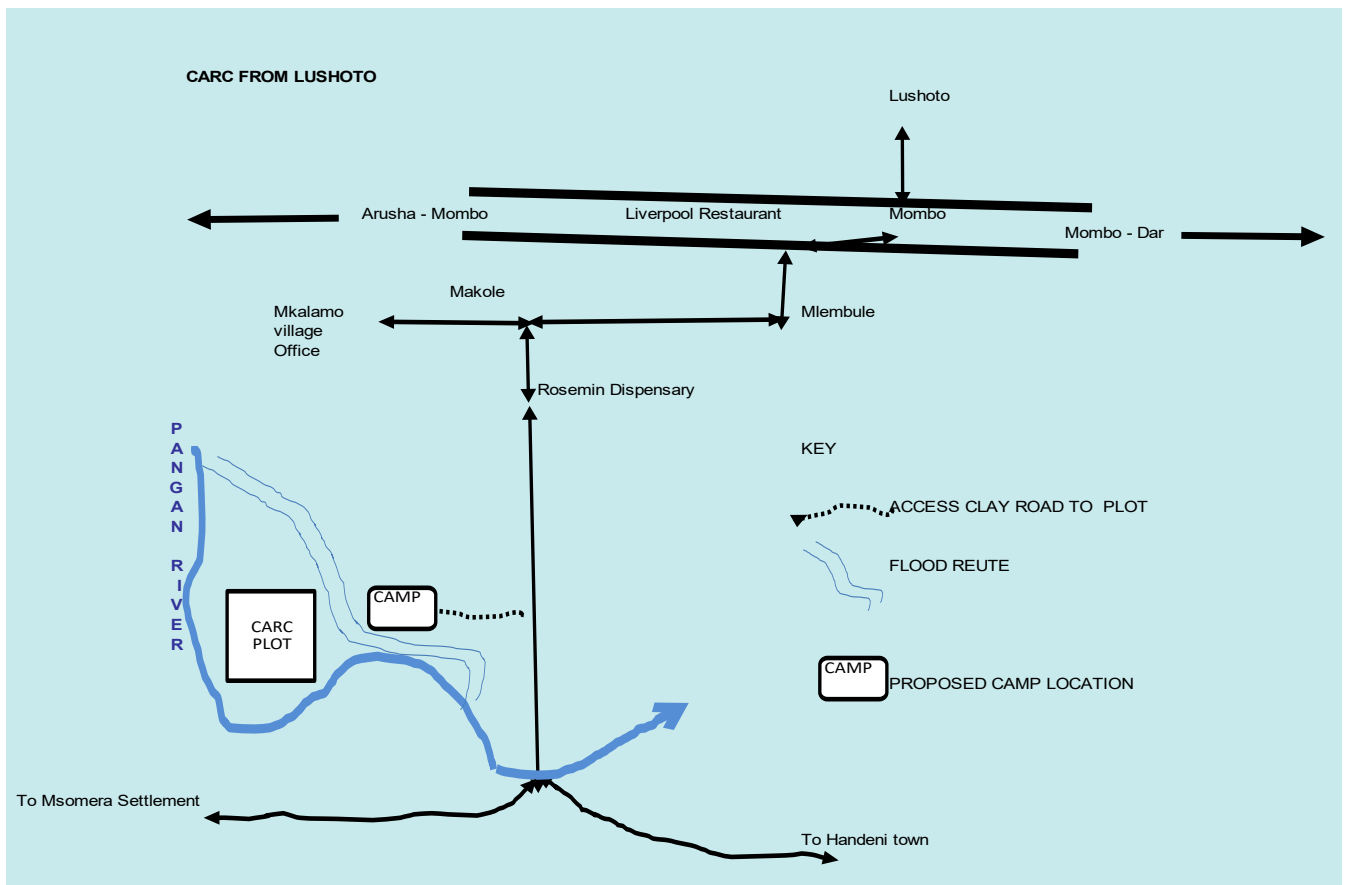 CARC FROM LUSHOTO
Lushoto
Arusha - Mombo
Liverpool Restaurant
Mombo
Mombo - Dar
Makole
Mkalamo
village
Office
Mlembule
Rosemin Dispensary
PANGAN RIVER
KEY
ACCESS CLAY ROAD TO PLOT
FLOOD REUTE
CAMP
CARC
PLOT
CAMP
PROPOSED CAMP LOCATION
To Msomera Settlement
To Handeni town